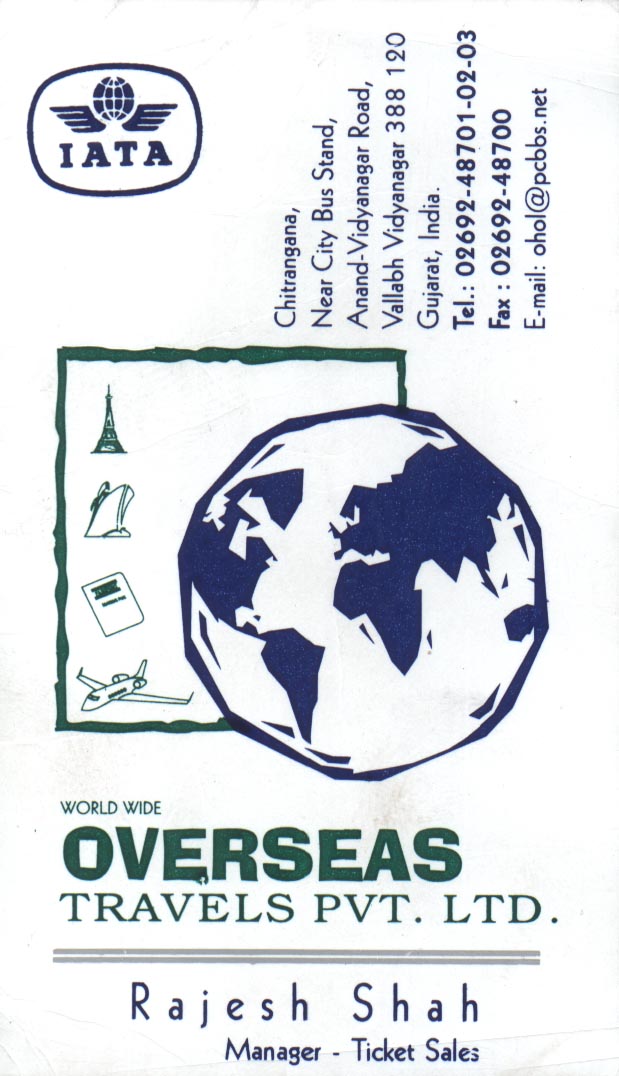 IATA
Chitrangana,
Near City Bus Stand,
Anand-Vidyanagar Road,
Vallabh Vidyanagar 388 120
Gujarat, India.
Tel.: 02692-48701-02-03
Fax : 02692-48700
E-mail: ohol@pcbbs.net
WORLD WIDE
OVERSEAS
TRAVELS PVT. LTD.
Rajesh Shah
Manager - Ticket Sales